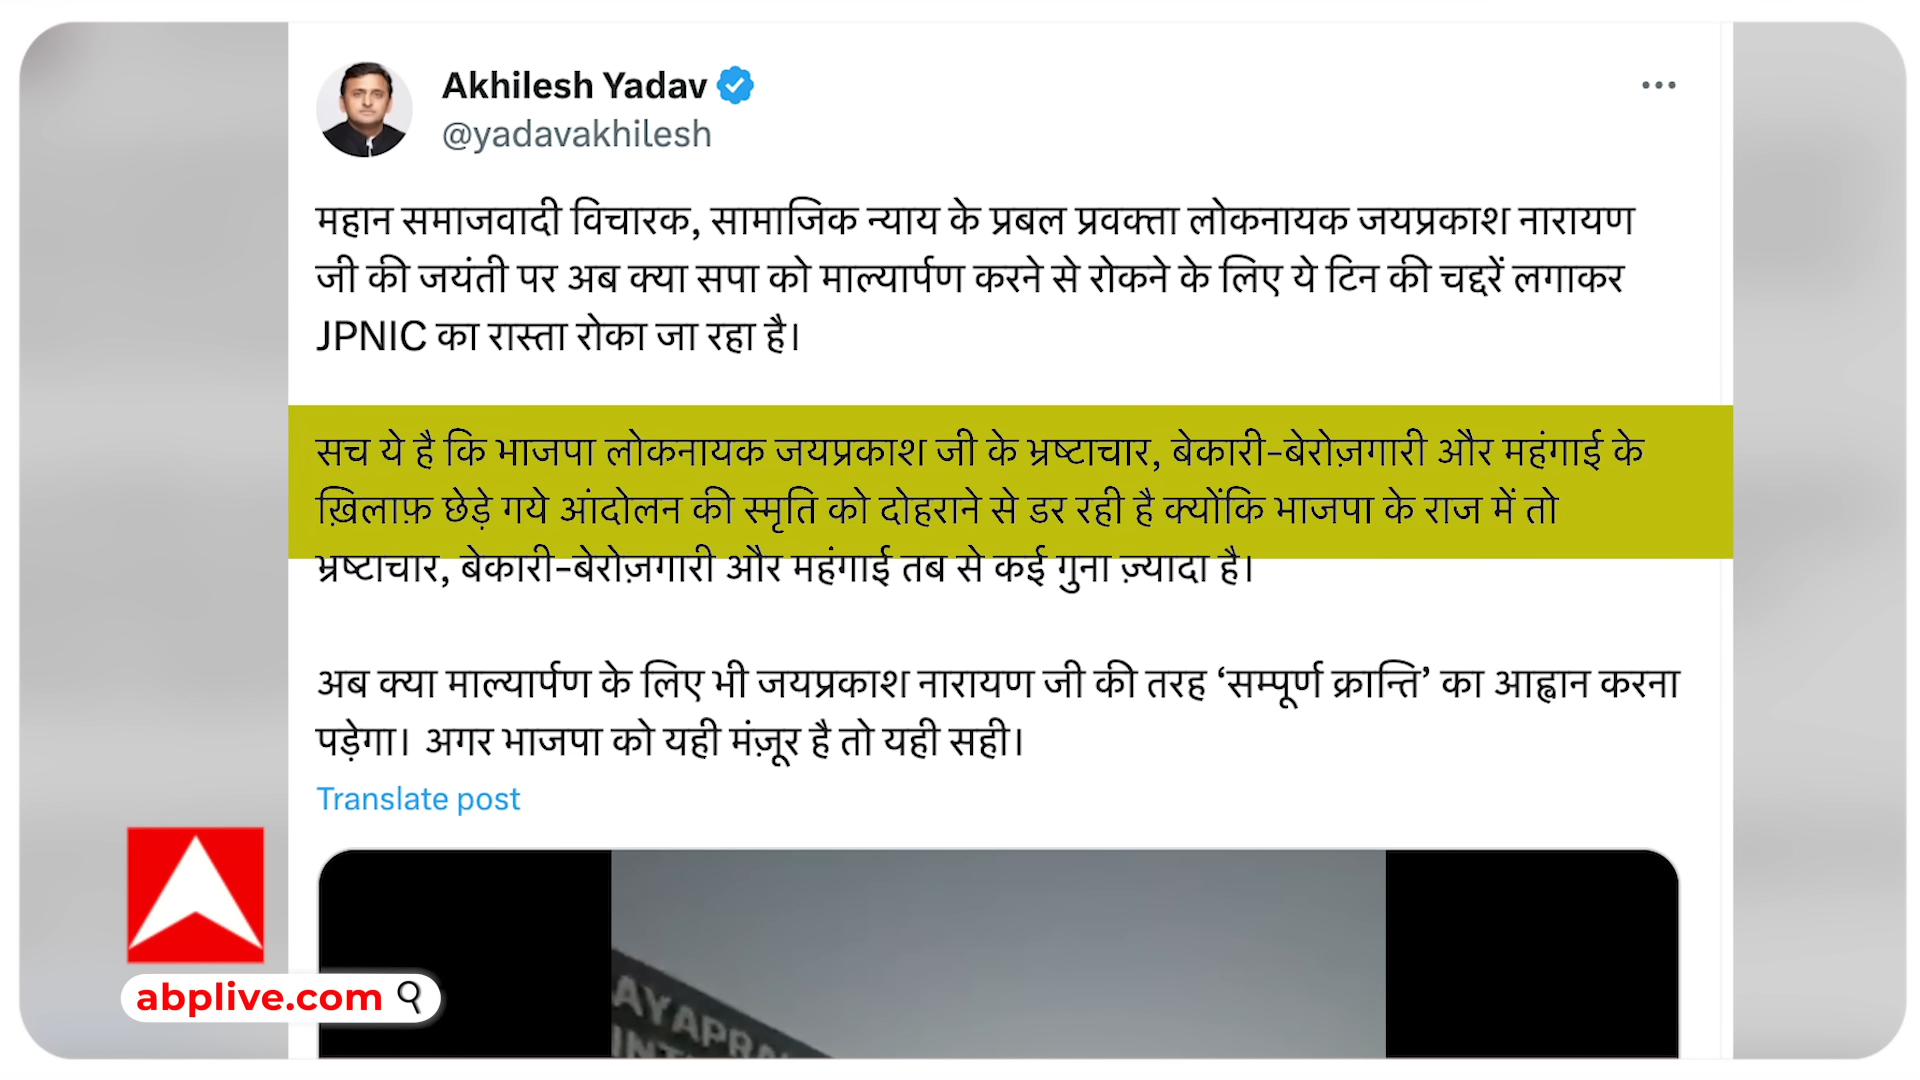 Akhilesh Yadav
@yadavakhilesh
महान समाजवादी विचारक, सामाजिक न्याय के प्रबल प्रवक्ता लोकनायक जयप्रकाश नारायण
जी की जयंती पर अब क्या सपा को माल्यार्पण करने से रोकने के लिए ये टिन की चद्दरें लगाकर
JPNIC का रास्ता रोका जा रहा है।
सच ये है कि भाजपा लोकनायक जयप्रकाश जी के भ्रष्टाचार, बेकारी-बेरोज़गारी और महंगाई के
ख़िलाफ़ छेड़े गये आंदोलन की स्मृति को दोहराने से डर रही है क्योंकि भाजपा के राज में तो
भ्रष्टाचार, बेकारी-बेरोज़गारी और महंगाई तब से कई गुना ज़्यादा है।
अब क्या माल्यार्पण के लिए भी जयप्रकाश नारायण जी की तरह ‘सम्पूर्ण क्रान्ति’ का आह्वान करना
पड़ेगा। अगर भाजपा को यही मंज़ूर है तो यही सही।
Translate post
AYAPRA
INT
abplive.com